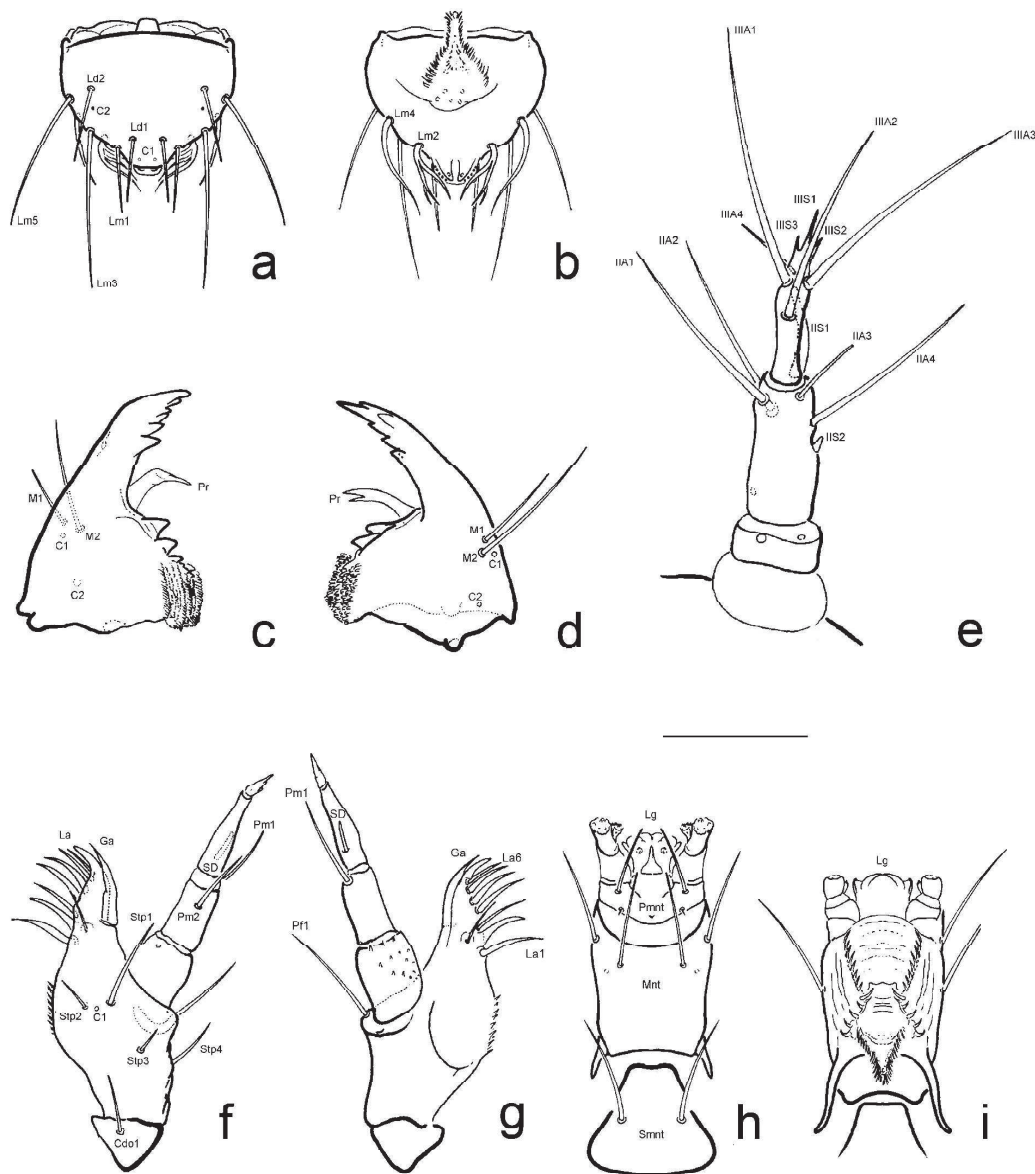 Ld2
C2
Ld1
C1
Lm5
Lm1
Lm3
a
Lm4
Lm2
b
IIIA1
IIIA2
IIIA3
IIIS1
IIIS3
IIIS2
IIIA4
IIA2
IIA1
IIS1
IIA3
IIA4
IIS2
e
M1
M2
C1
C2
Pr
c
Pr
M1
M2
C1
C2
d
La
Ga
Pm1
SD
Pm2
Stp1
Stp2
C1
Stp3
Stp4
Cdo1
f
Pm1
SD
Ga
La6
Pf1
La1
g
Lg
Pmnt
Mnt
Smnt
h
Lg
i